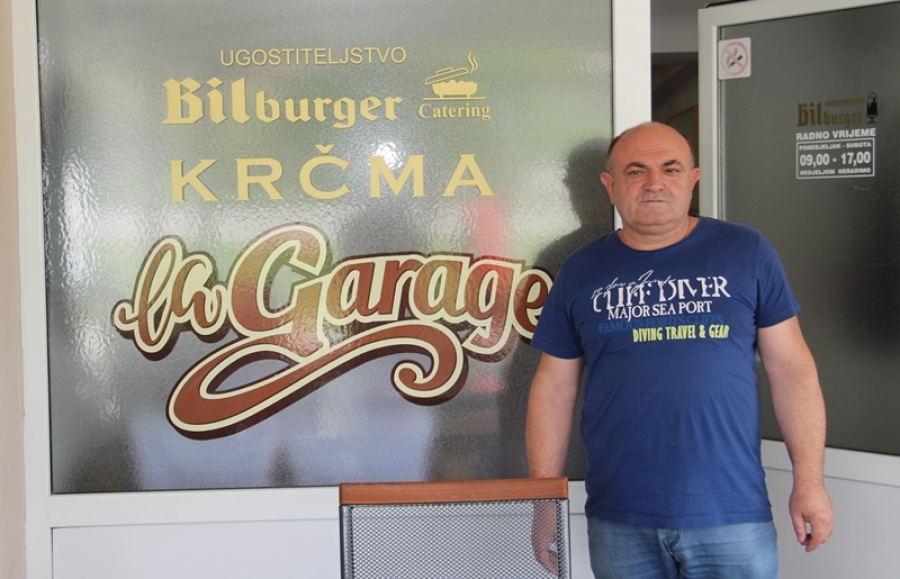 UGOSTITELJSTVO
Bilburger
Catering
KRČMA
la Garage
Bilburger
RADNO VRIJEME
PONEDJELJAK - SUBOTA
09,00 - 17,00
NEDJELJOM NERADIMO
CLIFF DIVER
MAJOR SEA PORT
DIVING TRAVEL & GEAR